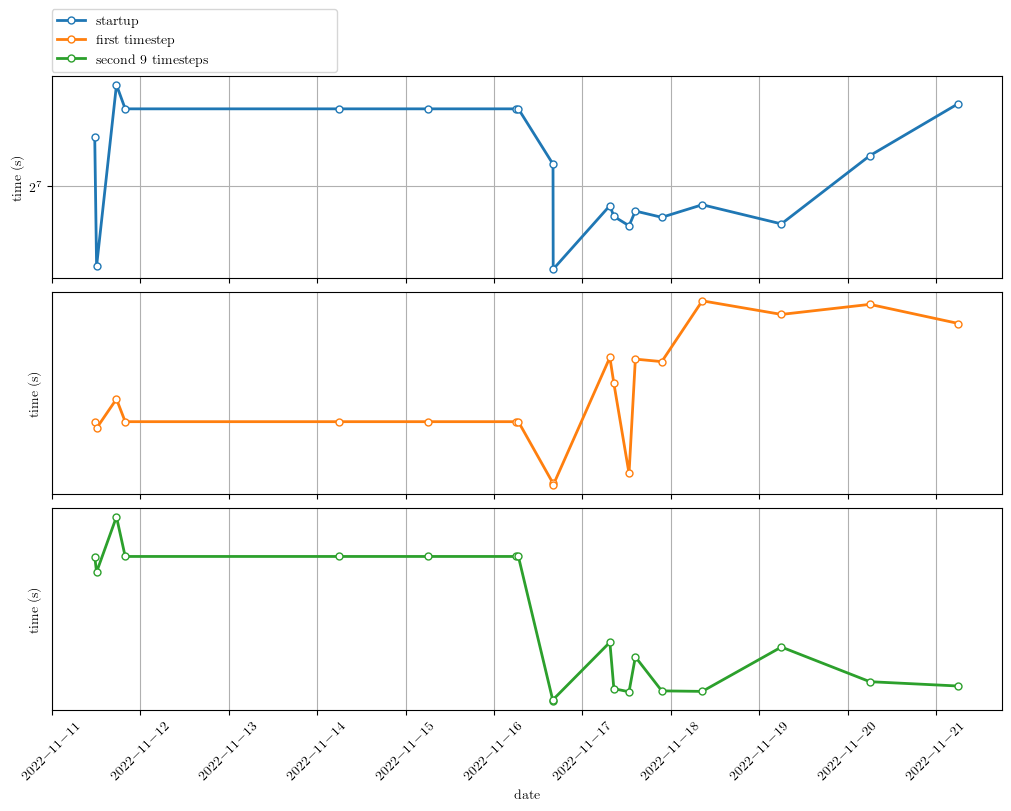 startup
first timestep
second 9 timesteps
time (s)
2⁷
time (s)
time (s)
2022−11−11
2022−11−12
2022−11−13
2022−11−14
2022−11−15
2022−11−16
2022−11−17
2022−11−18
2022−11−19
2022−11−20
2022−11−21
date